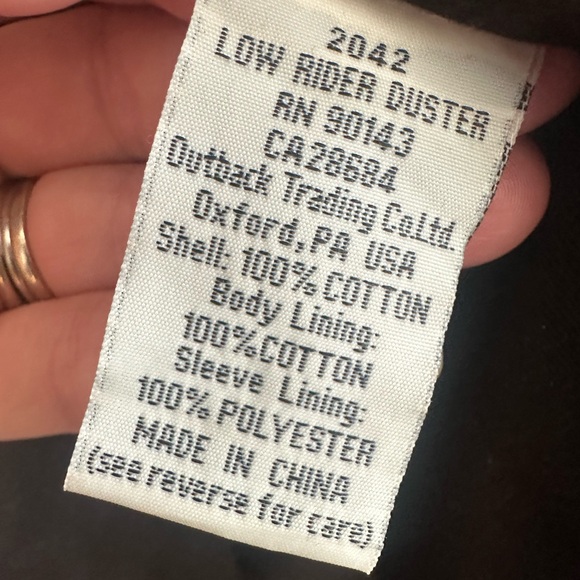 2042
LOW RIDER DUSTER
RN 90143
CA28684
Outback Trading Co.Ltd.
Oxford, PA USA
Shell: 100% COTTON
Body Lining:
100% COTTON
Sleeve Lining:
100% POLYESTER
MADE IN CHINA
(see reverse for care)